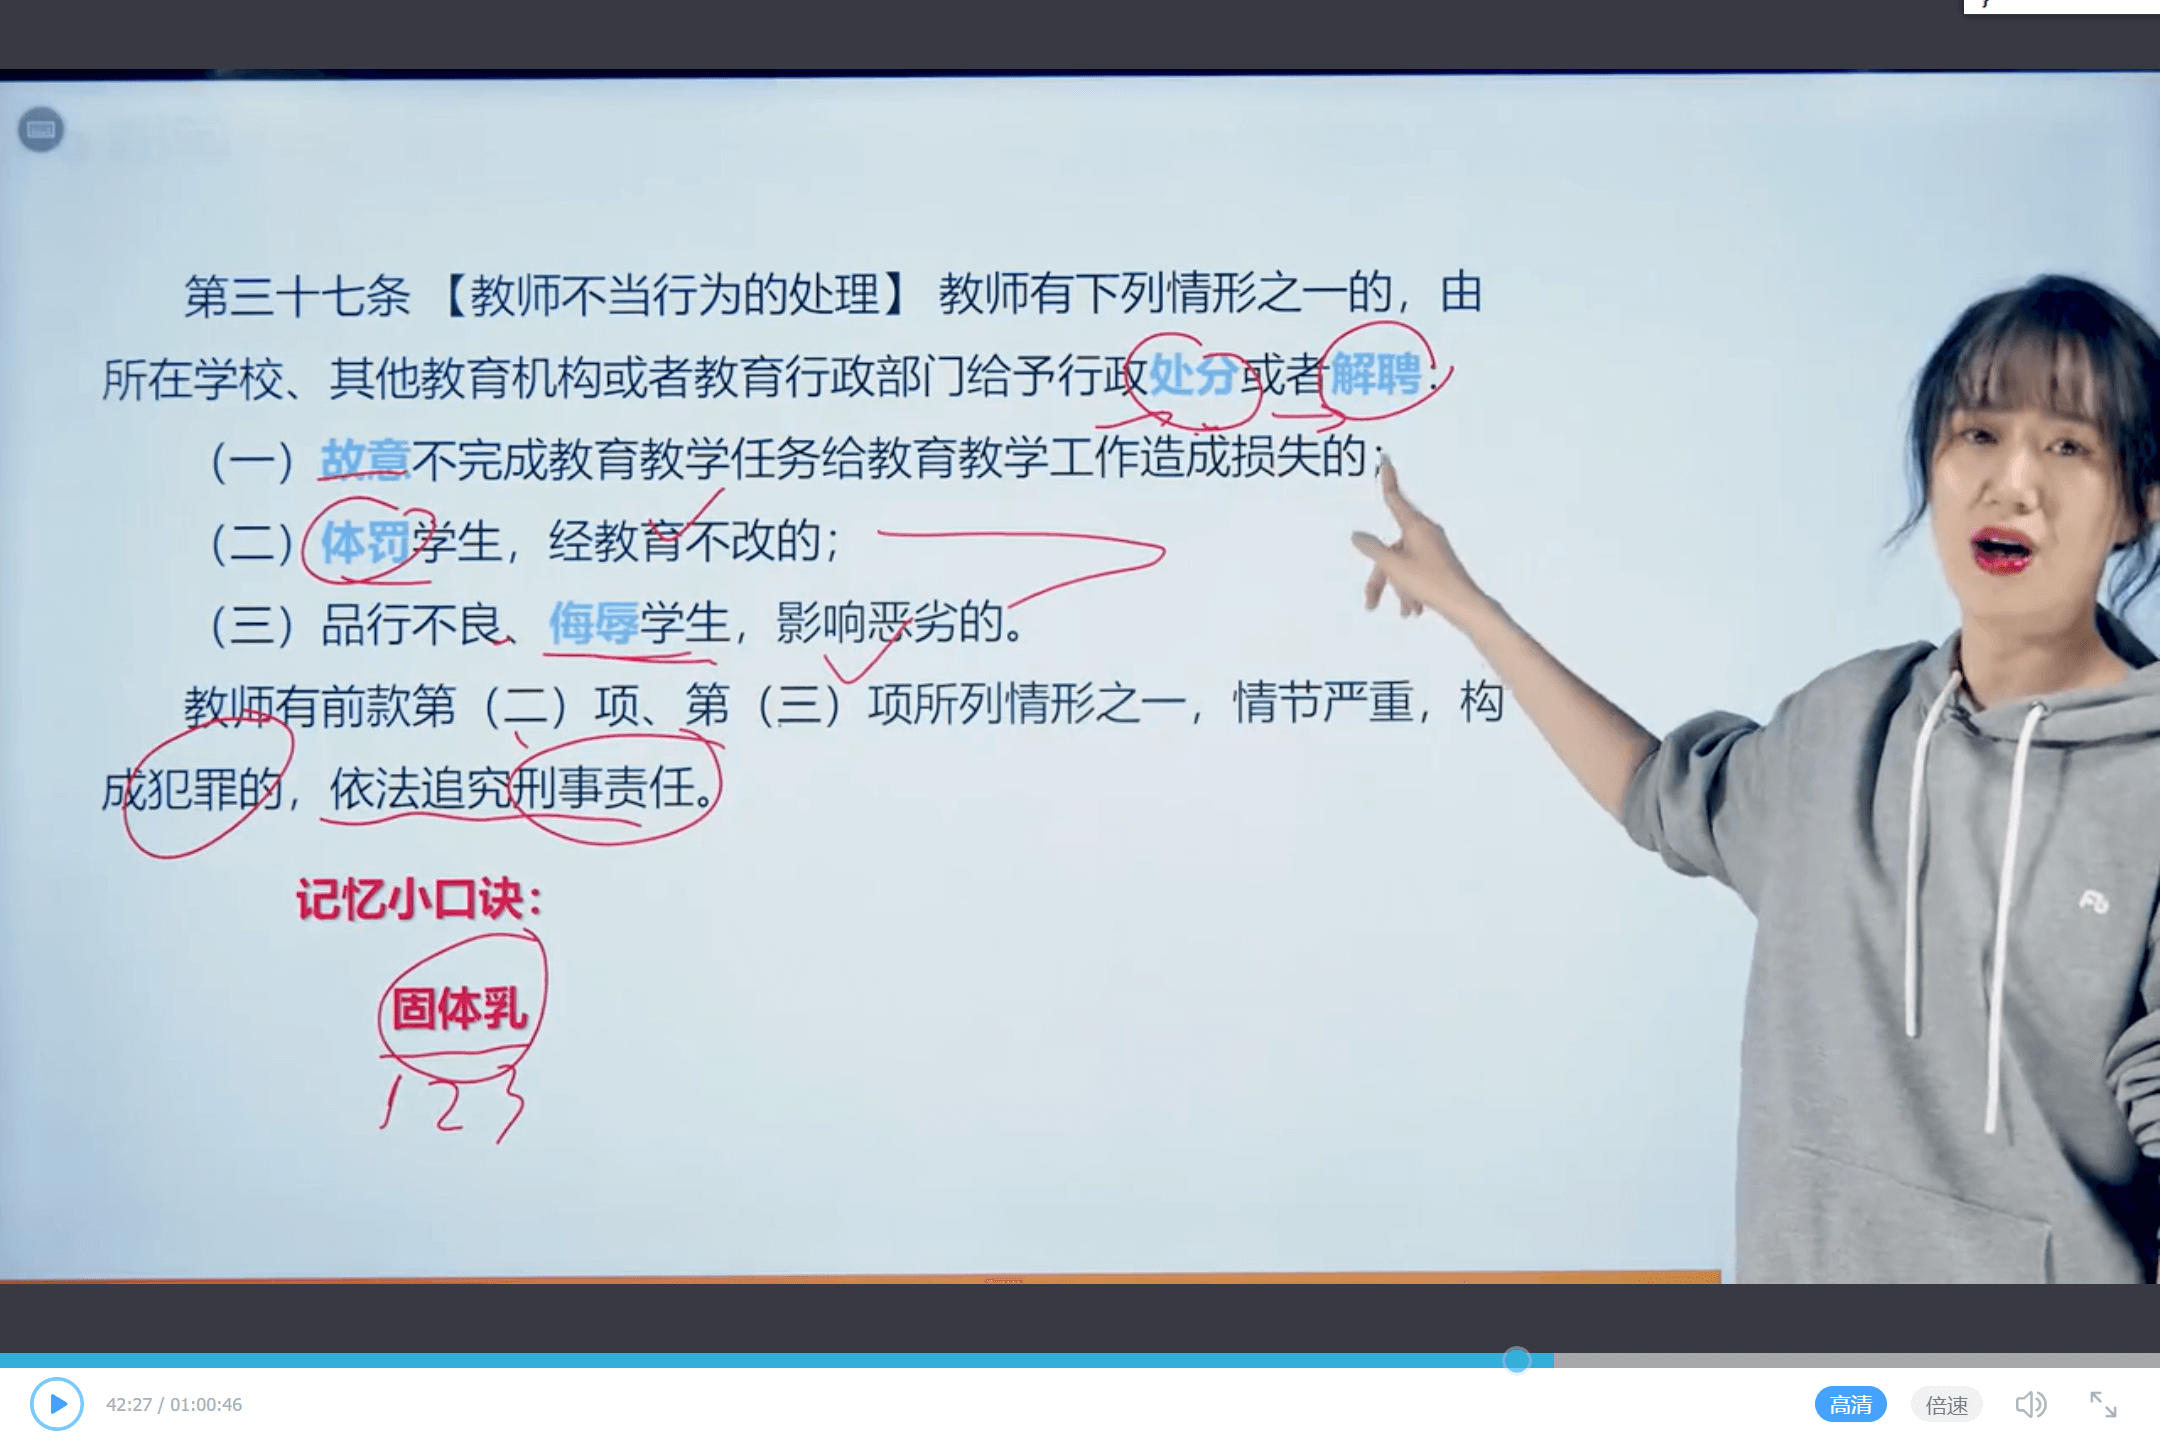 第三十七条 【教师不当行为的处理】 教师有下列情形之一的，由
所在学校、其他教育机构或者教育行政部门给予行政处分或者解聘：
（一）故意不完成教育教学任务给教育教学工作造成损失的；
（二）体罚学生，经教育不改的；
（三）品行不良、侮辱学生，影响恶劣的。
教师有前款第（二）项、第（三）项所列情形之一，情节严重，构
成犯罪的，依法追究刑事责任。
记忆小口诀：
固体乳
1 2 3
42:27 / 01:00:46
高清
倍速